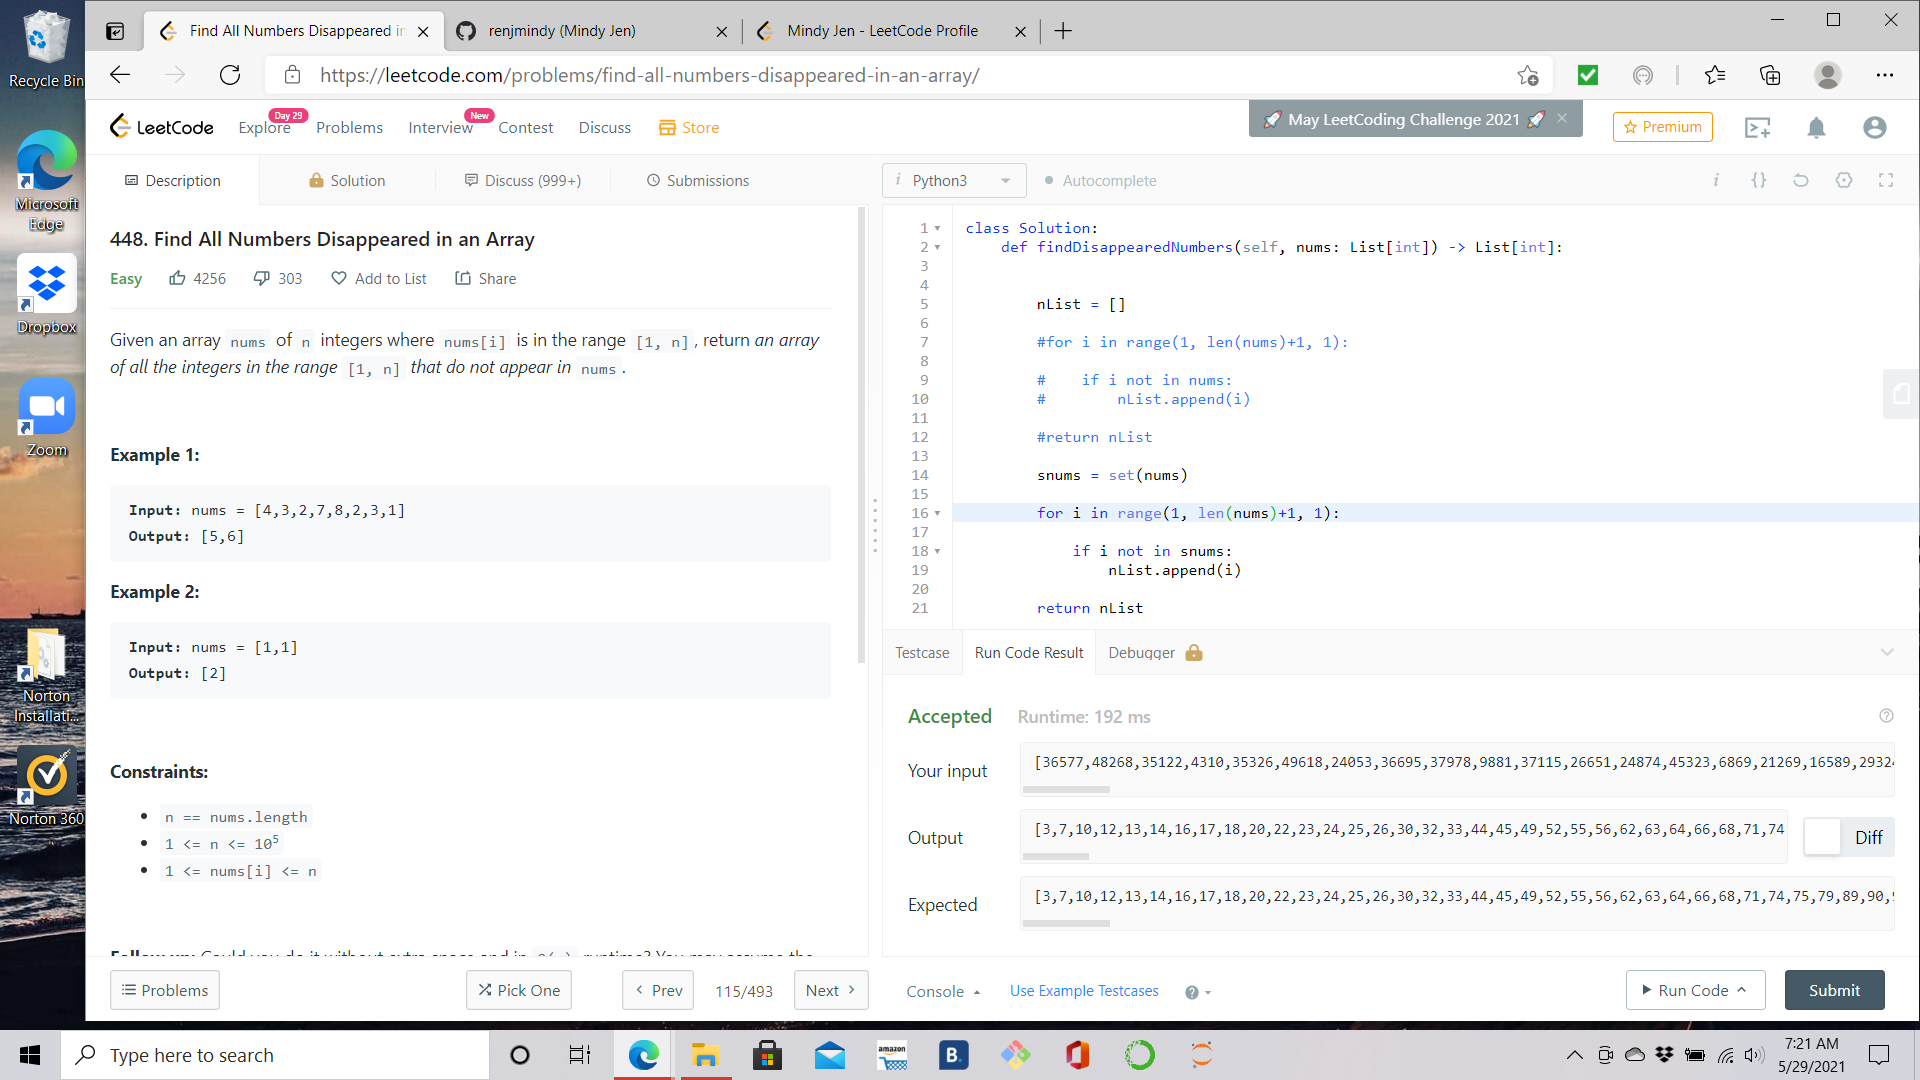 Recycle Bin
Microsoft Edge
Dropbox
Zoom
Norton Installati...
Norton 360
Find All Numbers Disappeared in
renjmindy (Mindy Jen)
Mindy Jen - LeetCode Profile
https://leetcode.com/problems/find-all-numbers-disappeared-in-an-array/
LeetCode
Explore
Day 29
Problems
Interview
New
Contest
Discuss
Store
🚀 May LeetCoding Challenge 2021 🚀
Premium
Description
Solution
Discuss (999+)
Submissions
448. Find All Numbers Disappeared in an Array
Easy
4256
303
Add to List
Share
Given an array nums of n integers where nums[i] is in the range [1, n], return an array
of all the integers in the range [1, n] that do not appear in nums.
Example 1:
Input: nums = [4,3,2,7,8,2,3,1]
Output: [5,6]
Example 2:
Input: nums = [1,1]
Output: [2]
Constraints:
n == nums.length
1 <= n <= 10⁵
1 <= nums[i] <= n
Problems
Pick One
Prev
115/493
Next
i Python3
Autocomplete
i {}
1 class Solution:
2 def findDisappearedNumbers(self, nums: List[int]) -> List[int]:
3
4
5 nList = []
6
7 #for i in range(1, len(nums)+1, 1):
8
9 # if i not in nums:
10 # nList.append(i)
11
12 #return nList
13
14 snums = set(nums)
15
16 for i in range(1, len(nums)+1, 1):
17
18 if i not in snums:
19 nList.append(i)
20
21 return nList
Testcase
Run Code Result
Debugger
Accepted
Runtime: 192 ms
Your input
[36577,48268,35122,4310,35326,49618,24053,36695,37978,9881,37115,26651,24874,45323,6869,21269,16589,29324
Output
[3,7,10,12,13,14,16,17,18,20,22,23,24,25,26,30,32,33,44,45,49,52,55,56,62,63,64,66,68,71,74
Diff
Expected
[3,7,10,12,13,14,16,17,18,20,22,23,24,25,26,30,32,33,44,45,49,52,55,56,62,63,64,66,68,71,74,75,79,89,90,
Console
Use Example Testcases
Run Code
Submit
Type here to search
amazon
B.
7:21 AM
5/29/2021